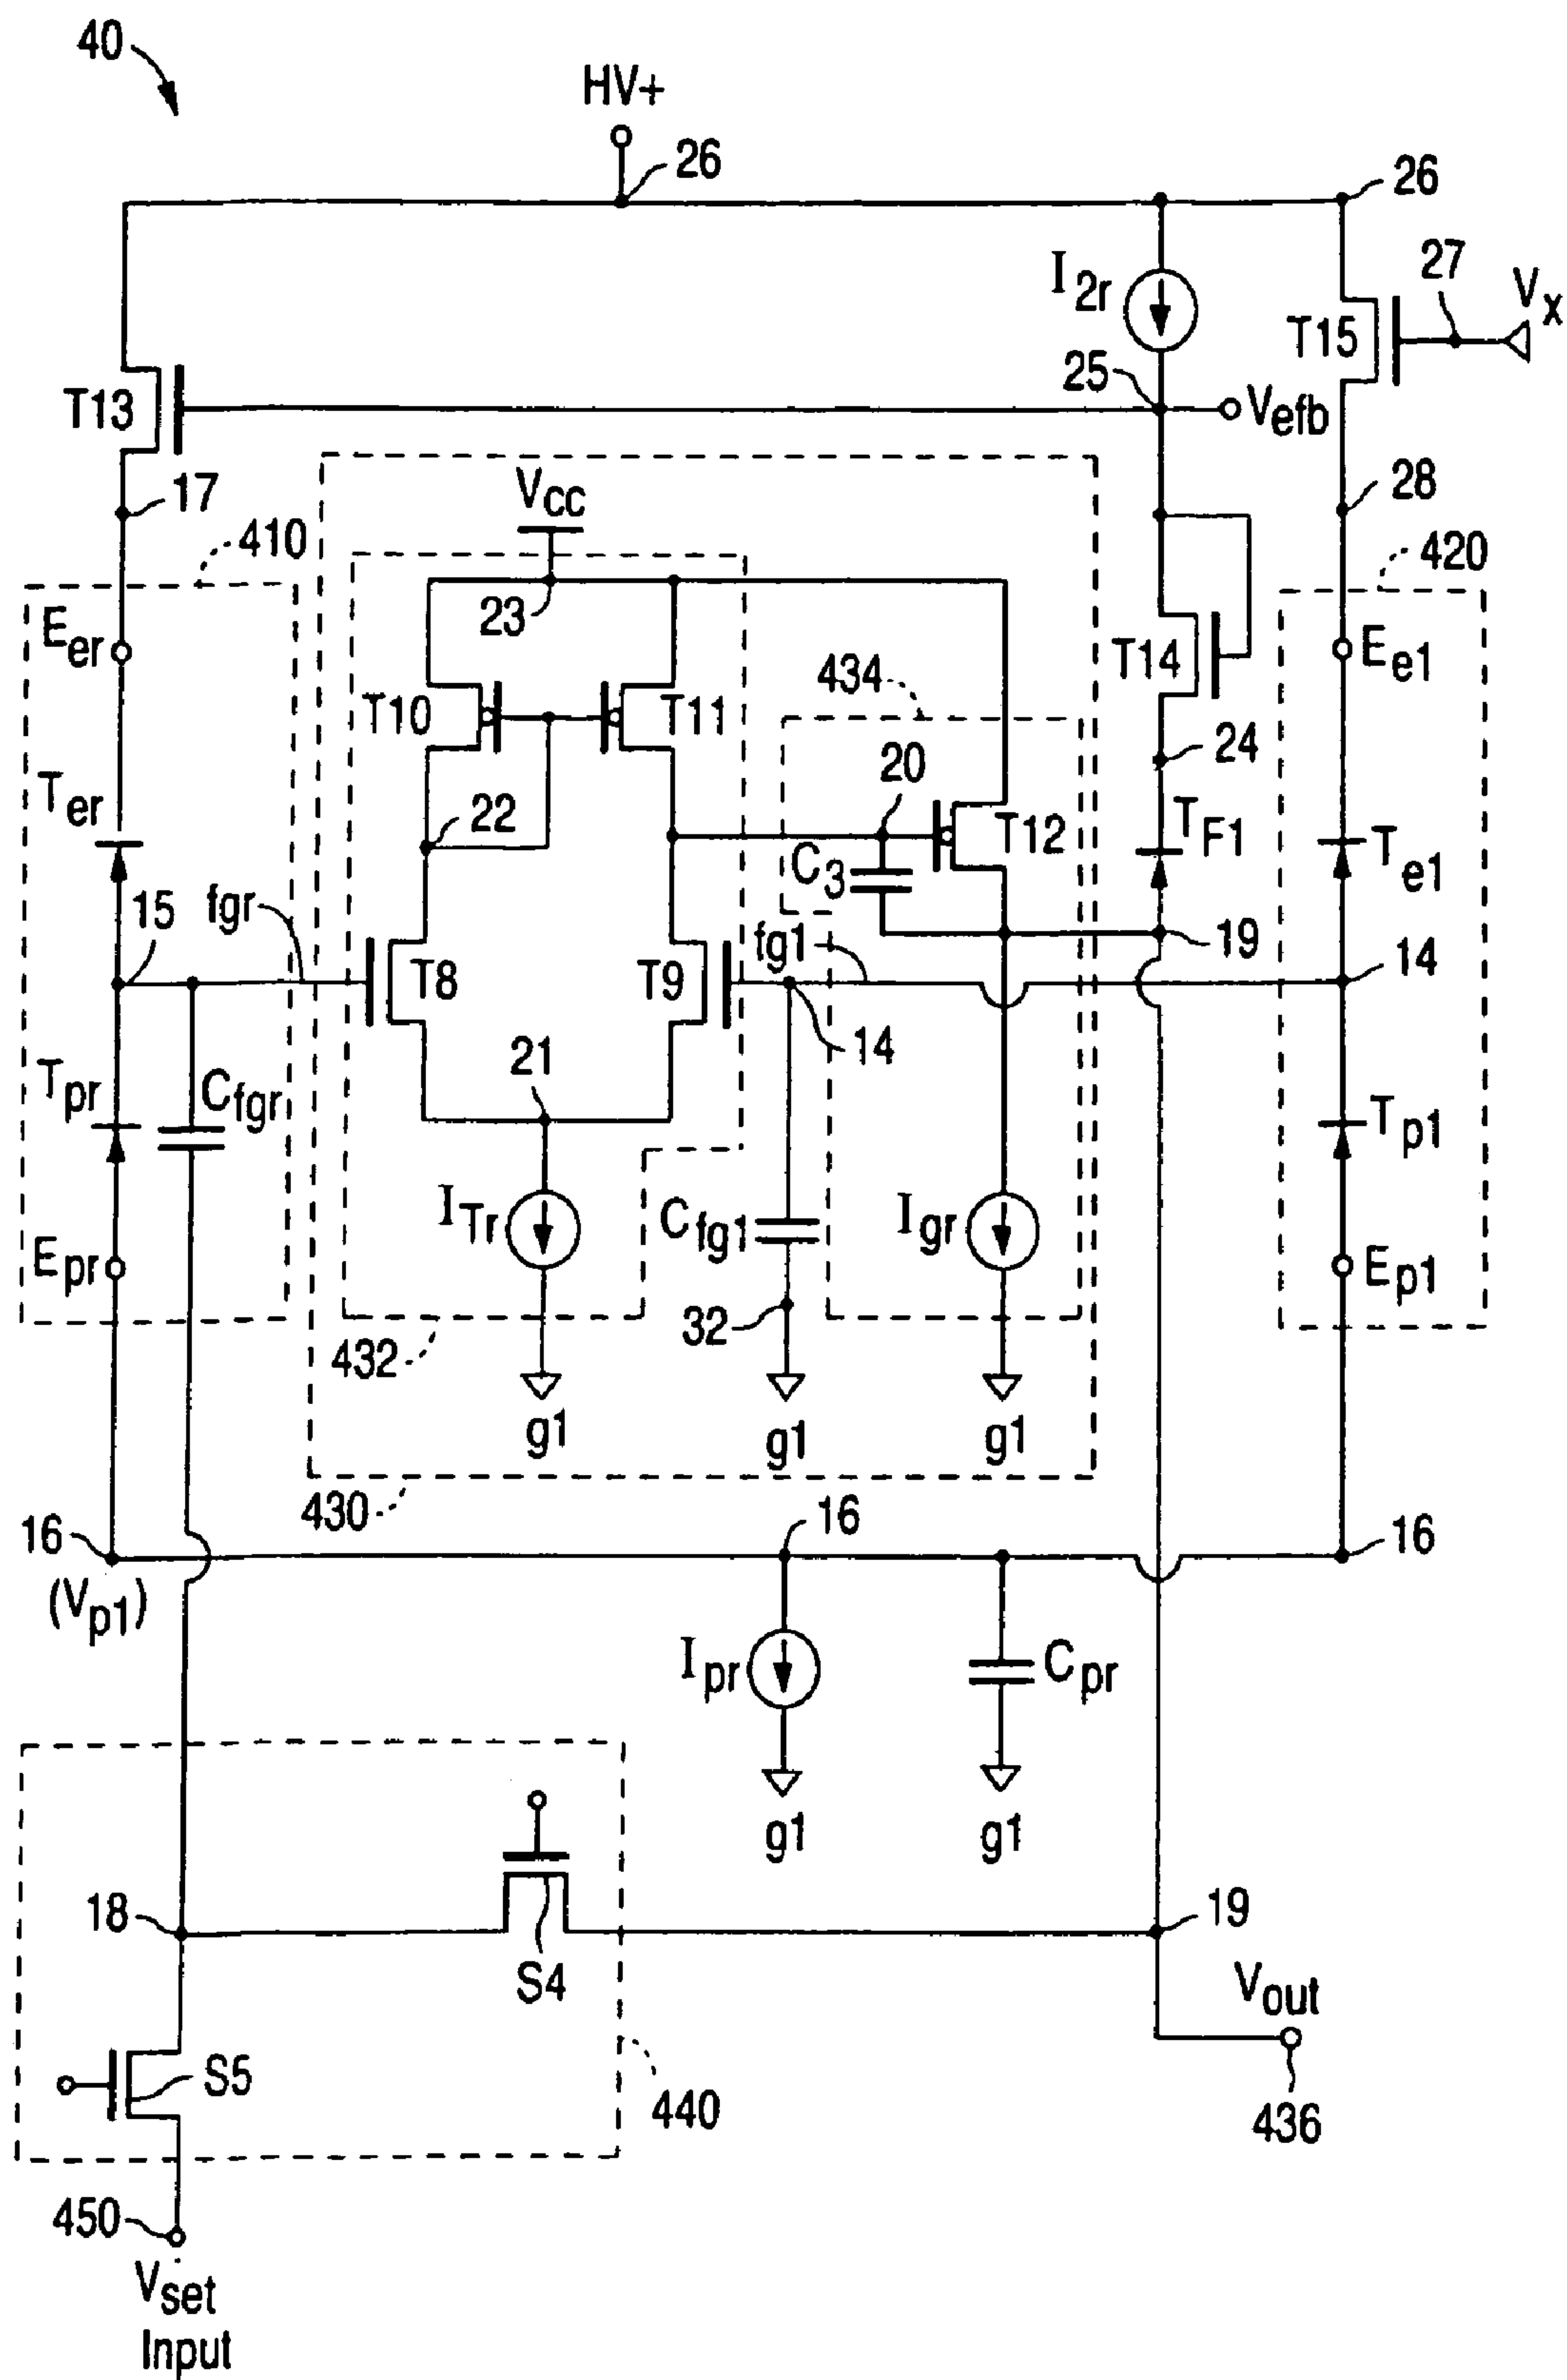 40
HV+
26
26
I2r
27
Vx
T15
T13
25
Vefb
17
28
410
Vcc
420
Eer
23
T14
Ee1
434
T10
T11
24
Ter
20
TF1
22
T12
Te1
C3
15
fgr
19
fg1
T8
T9
14
14
Tpr
Cfgr
21
Tp1
ITr
Cfg1
Igr
Epr
Ep1
32
432
g1
g1
g1
430
16
(Vp1)
16
16
Ipr
Cpr
g1
g1
18
19
S4
Vout
S5
440
436
450
Vset
Input